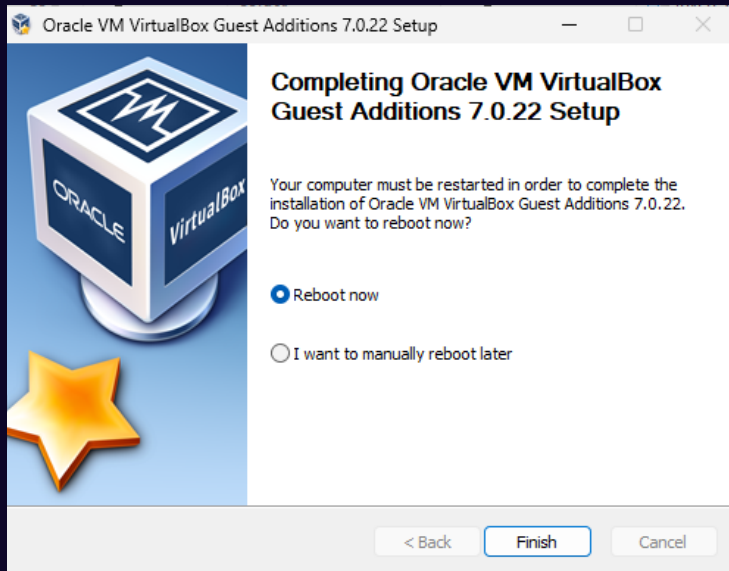 Oracle VM VirtualBox Guest Additions 7.0.22 Setup
ORACLE
VirtualBox
Completing Oracle VM VirtualBox
Guest Additions 7.0.22 Setup
Your computer must be restarted in order to complete the
installation of Oracle VM VirtualBox Guest Additions 7.0.22.
Do you want to reboot now?
Reboot now
I want to manually reboot later
< Back
Finish
Cancel